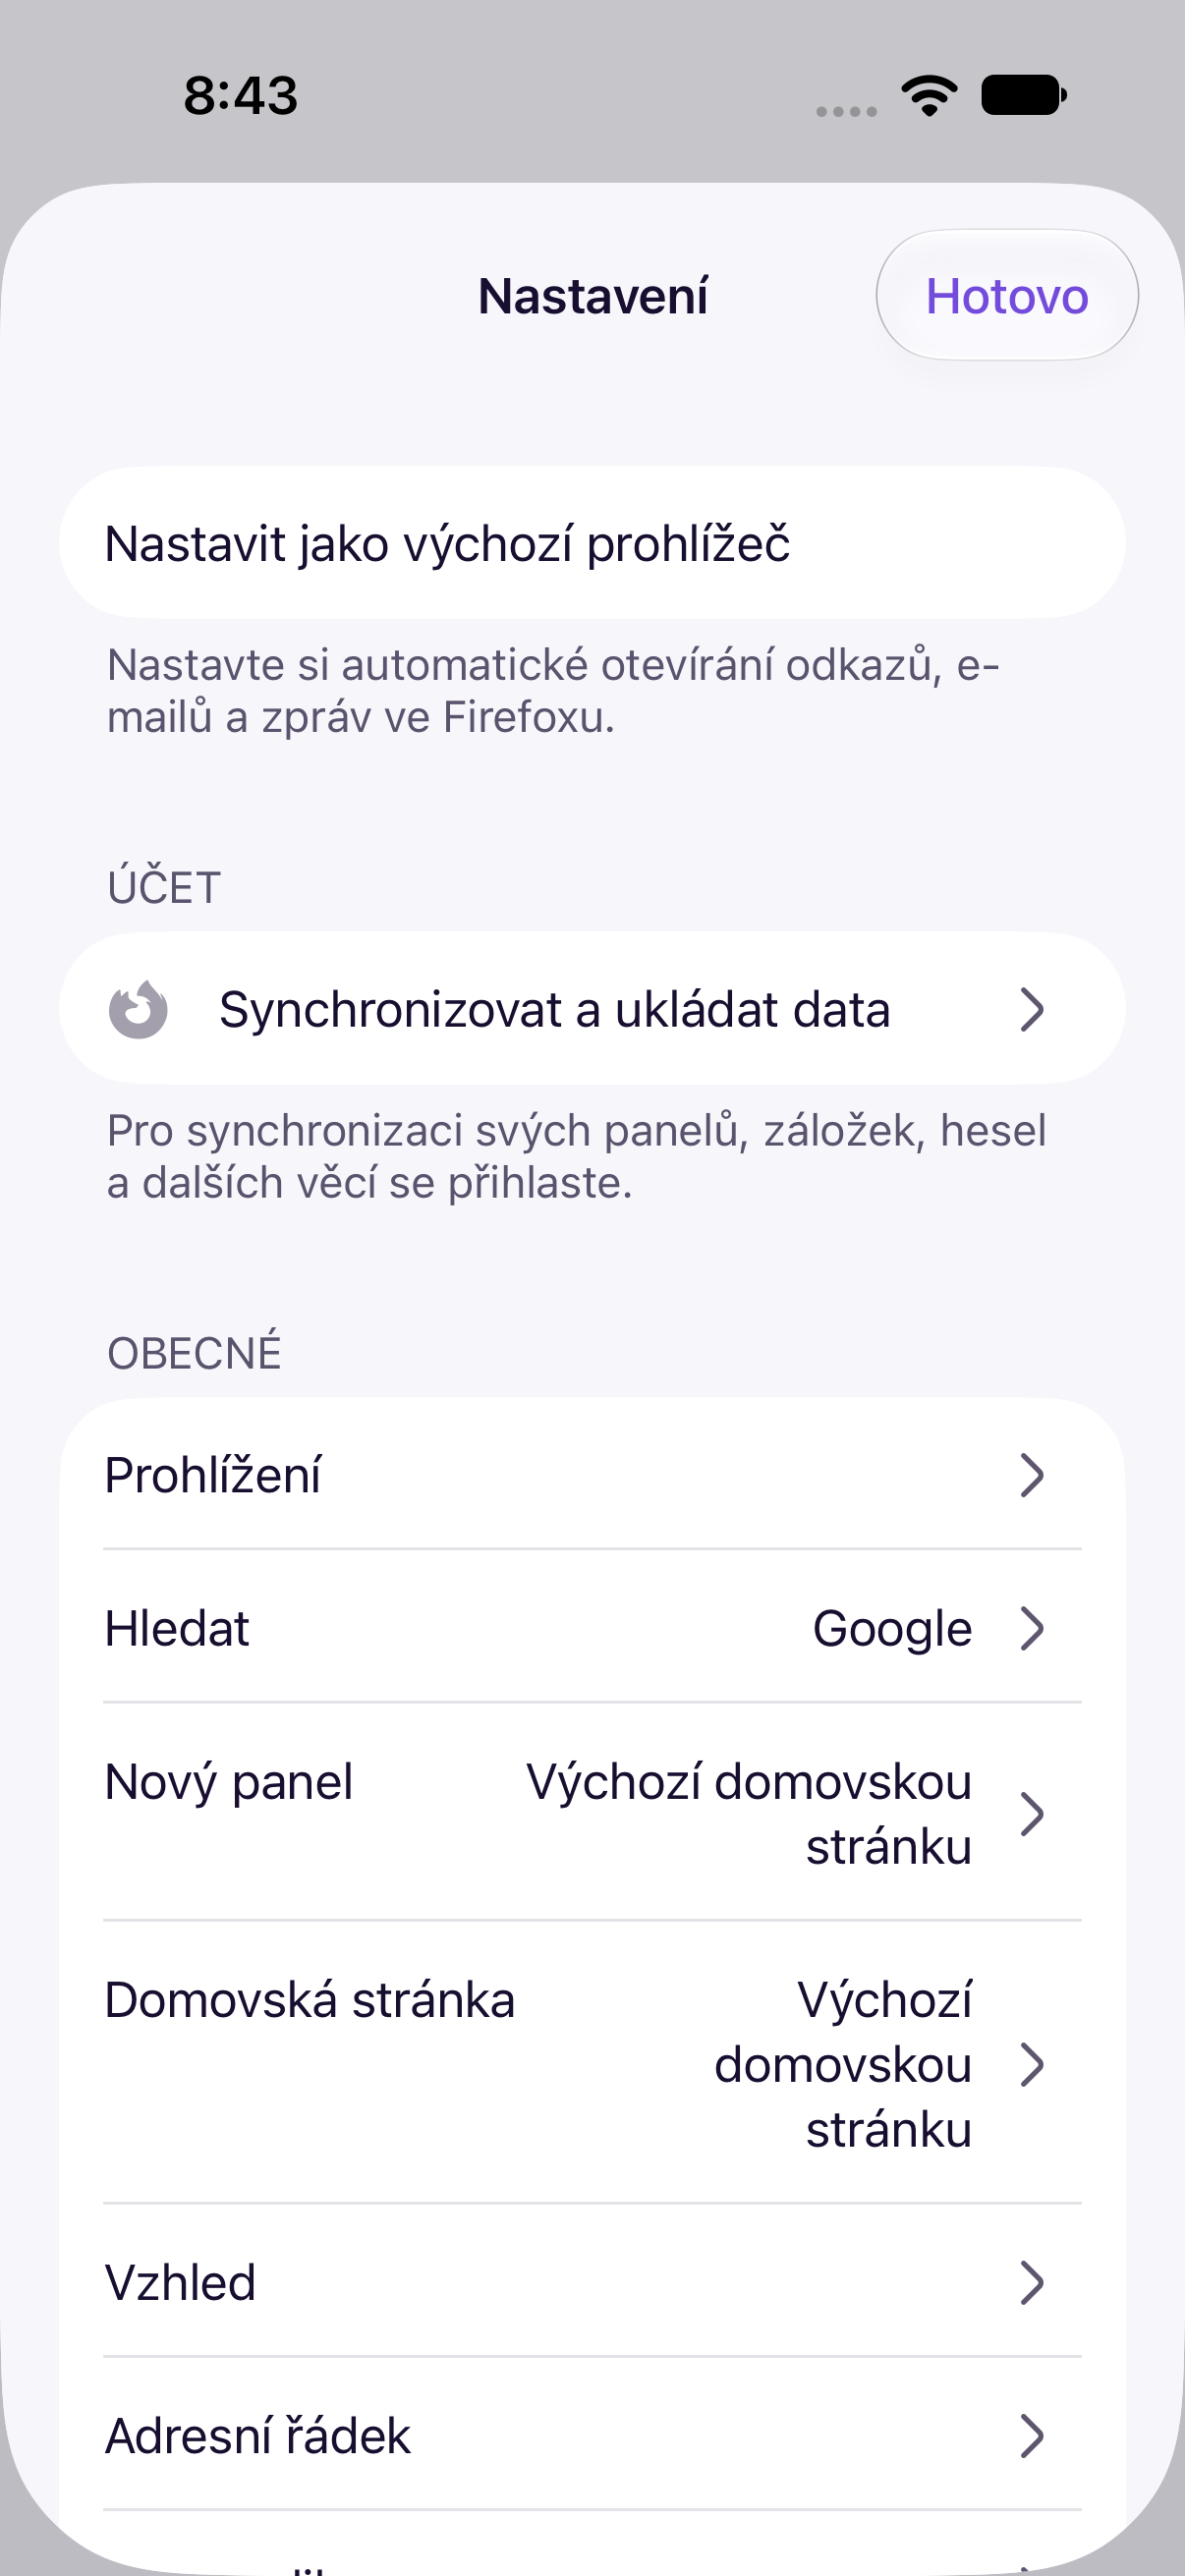 8:43
Nastavení
Hotovo
Nastavit jako výchozí prohlížeč
Nastavte si automatické otevírání odkazů, e-
mailů a zpráv ve Firefoxu.
ÚČET
Synchronizovat a ukládat data
Pro synchronizaci svých panelů, záložek, hesel
a dalších věcí se přihlaste.
OBECNÉ
Prohlížení
Hledat
Google
Nový panel
Výchozí domovskou
stránku
Domovská stránka
Výchozí
domovskou
stránku
Vzhled
Adresní řádek